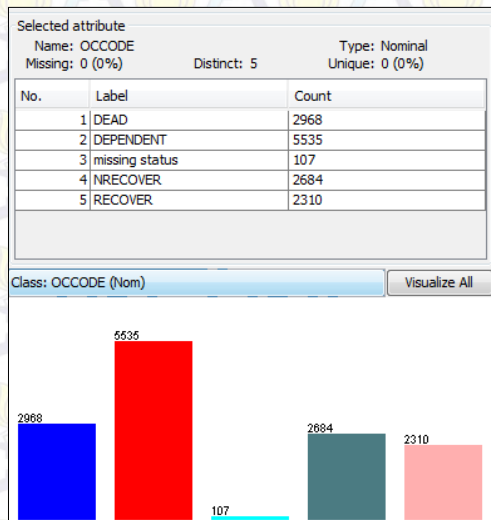 Selected attribute
Name: OCCODE Type: Nominal
Missing: 0 (0%) Distinct: 5 Unique: 0 (0%)
No. Label Count
1 DEAD 2968
2 DEPENDENT 5535
3 missing status 107
4 NRECOVER 2684
5 RECOVER 2310
Class: OCCODE (Nom) Visualize All
5535
2968
2684
2310
107